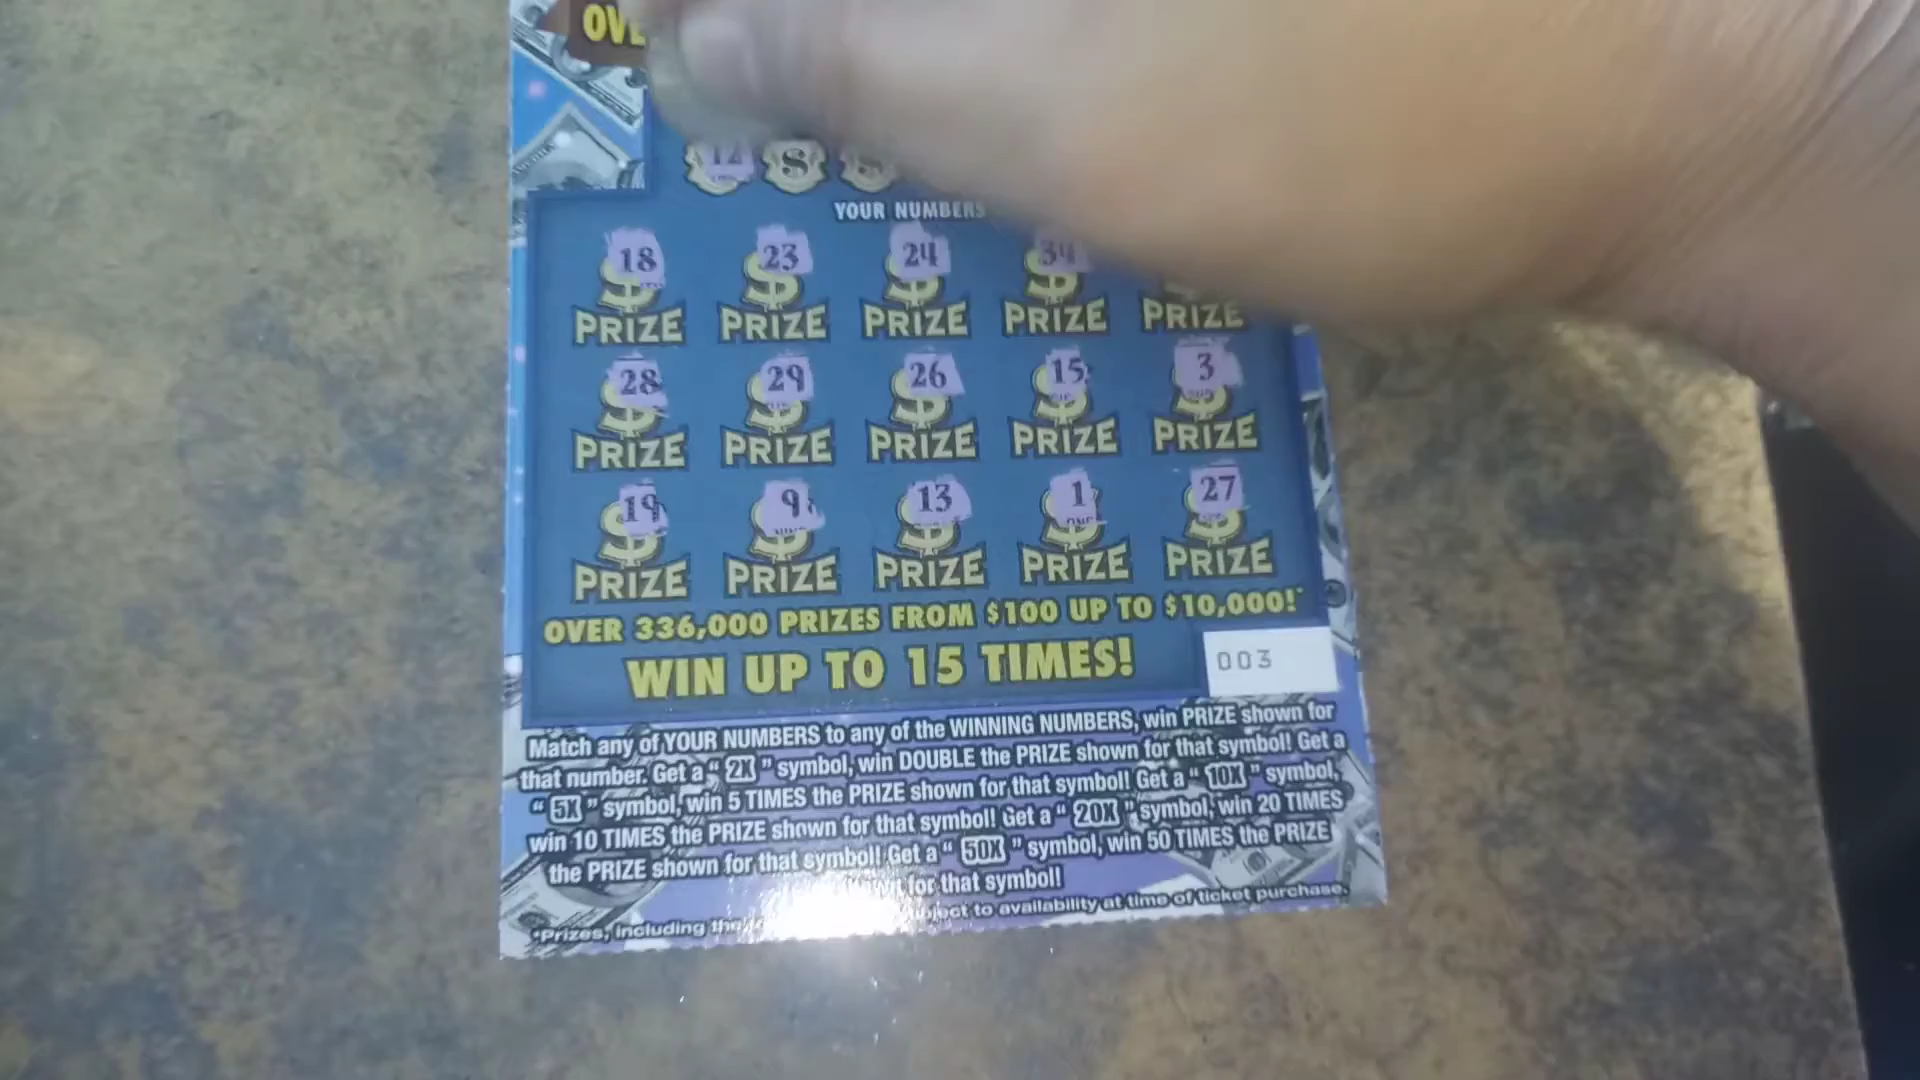 OVE
12
YOUR NUMBERS
18 23 24 34
PRIZE PRIZE PRIZE PRIZE PRIZE
28 29 26 15 3
PRIZE PRIZE PRIZE PRIZE PRIZE
19 9 13 1 27
ONE
PRIZE PRIZE PRIZE PRIZE PRIZE
OVER 336,000 PRIZES FROM $100 UP TO $10,000!*
WIN UP TO 15 TIMES!
003
Match any of YOUR NUMBERS to any of the WINNING NUMBERS, win PRIZE shown for
that number. Get a "2X" symbol, win DOUBLE the PRIZE shown for that symbol! Get a
"5X" symbol, win 5 TIMES the PRIZE shown for that symbol! Get a "10X" symbol,
win 10 TIMES the PRIZE shown for that symbol! Get a "20X" symbol, win 20 TIMES
the PRIZE shown for that symbol! Get a "50X" symbol, win 50 TIMES the PRIZE
for that symbol!
*Prizes, including the to availability at time of ticket purchase.